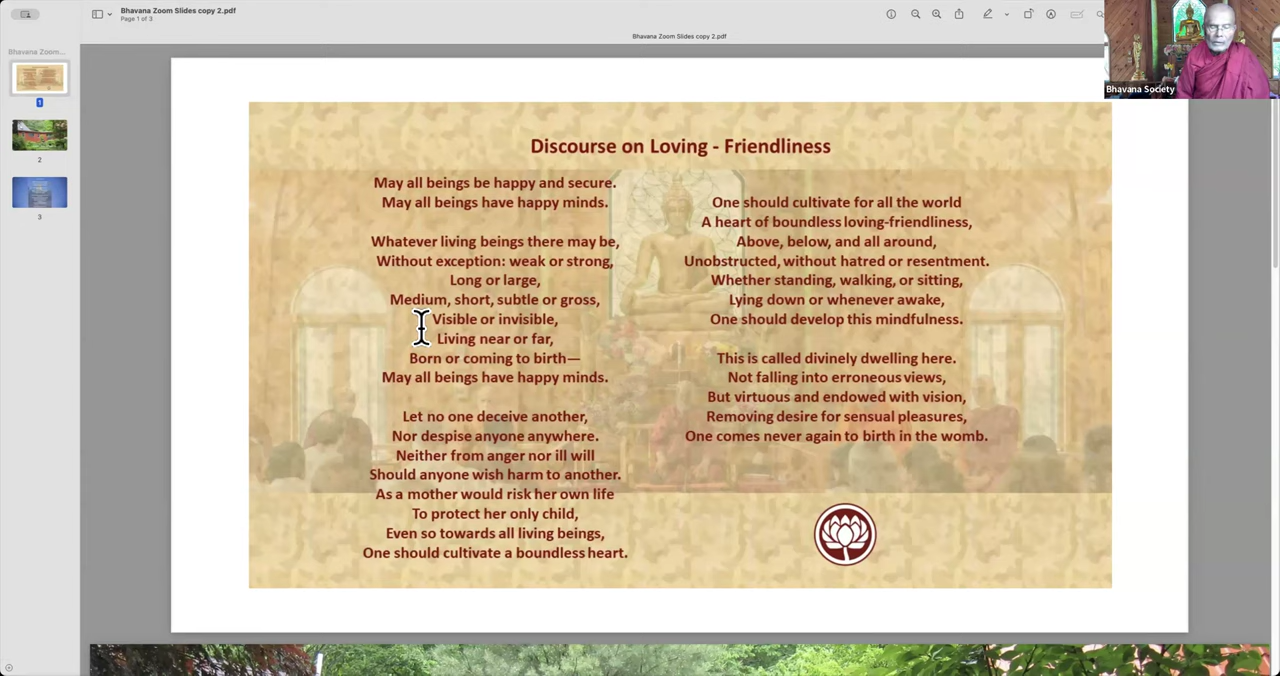 Bhavana Zoom Slides copy 2.pdf
Page 1 of 3
Bhavana Zoom Slides copy 2.pdf
Bhavana Zoom...
1
2
3
Bhavana Society
Discourse on Loving - Friendliness
May all beings be happy and secure.
May all beings have happy minds.
Whatever living beings there may be,
Without exception: weak or strong,
Long or large,
Medium, short, subtle or gross,
Visible or invisible,
Living near or far,
Born or coming to birth—
May all beings have happy minds.
Let no one deceive another,
Nor despise anyone anywhere.
Neither from anger nor ill will
Should anyone wish harm to another.
As a mother would risk her own life
To protect her only child,
Even so towards all living beings,
One should cultivate a boundless heart.
One should cultivate for all the world
A heart of boundless loving-friendliness,
Above, below, and all around,
Unobstructed, without hatred or resentment.
Whether standing, walking, or sitting,
Lying down or whenever awake,
One should develop this mindfulness.
This is called divinely dwelling here.
Not falling into erroneous views,
But virtuous and endowed with vision,
Removing desire for sensual pleasures,
One comes never again to birth in the womb.